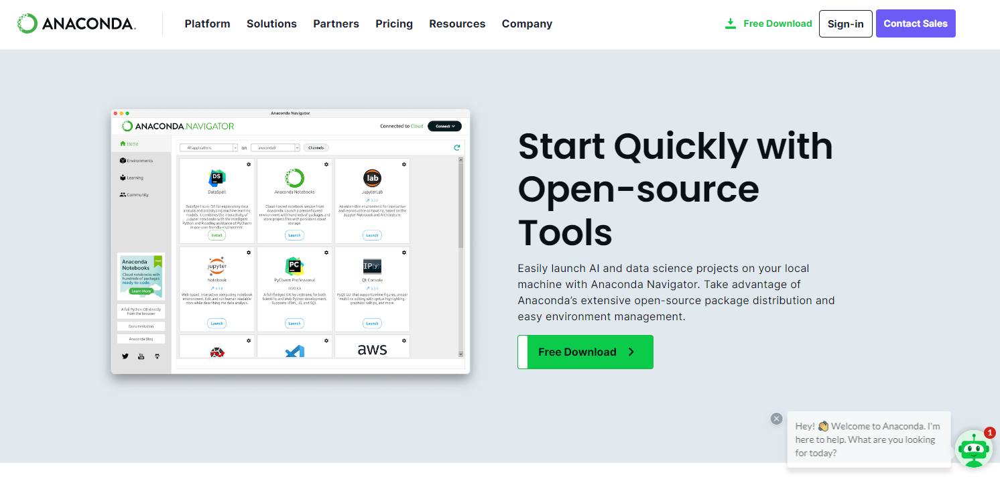 ANACONDA.
Platform
Solutions
Partners
Pricing
Resources
Company
Free Download
Sign-in
Contact Sales
Anaconda Navigator
ANACONDA.NAVIGATOR
Connected to Cloud
Connect
Home
Environments
Learning
Community
All applications
on
anaconda3
Channels
DS
DataSpell
DataSpell is an IDE for exploratory data
analysis and prototyping machine learning
models. It combines the interactivity of
Jupyter notebooks with the intelligent
Python and R coding assistance of PyCharm
in one user-friendly environment.
Install
Anaconda Notebooks
Cloud-hosted notebook service from
Anaconda. Launch a preconfigured
environment with hundreds of packages and
store project files with persistent cloud
storage.
Launch
lab
JupyterLab
An extensible environment for interactive
and reproducible computing, based on the
Jupyter Notebook and Architecture.
Launch
jupyter
Notebook
Web-based, interactive computing notebook
environment. Edit and run human-readable
docs while describing the data analysis.
Launch
PC
PyCharm Professional
2020.3.3
A full-fledged IDE by JetBrains for both
Scientific and Web Python development.
Supports HTML, JS, and SQL.
Launch
IP[y]:
Qt Console
PyQt GUI that supports inline figures, proper
multiline editing with syntax highlighting,
graphical calltips, and more.
Launch
aws
Anaconda
Notebooks
Cloud notebooks with
hundreds of packages
ready to code.
Learn More
A full Python IDE directly
from the browser
Documentation
Anaconda Blog
Start Quickly with
Open-source
Tools
Easily launch AI and data science projects on your local
machine with Anaconda Navigator. Take advantage of
Anaconda’s extensive open-source package distribution and
easy environment management.
Free Download
Hey! 👋 Welcome to Anaconda. I'm
here to help. What are you looking
for today?
1